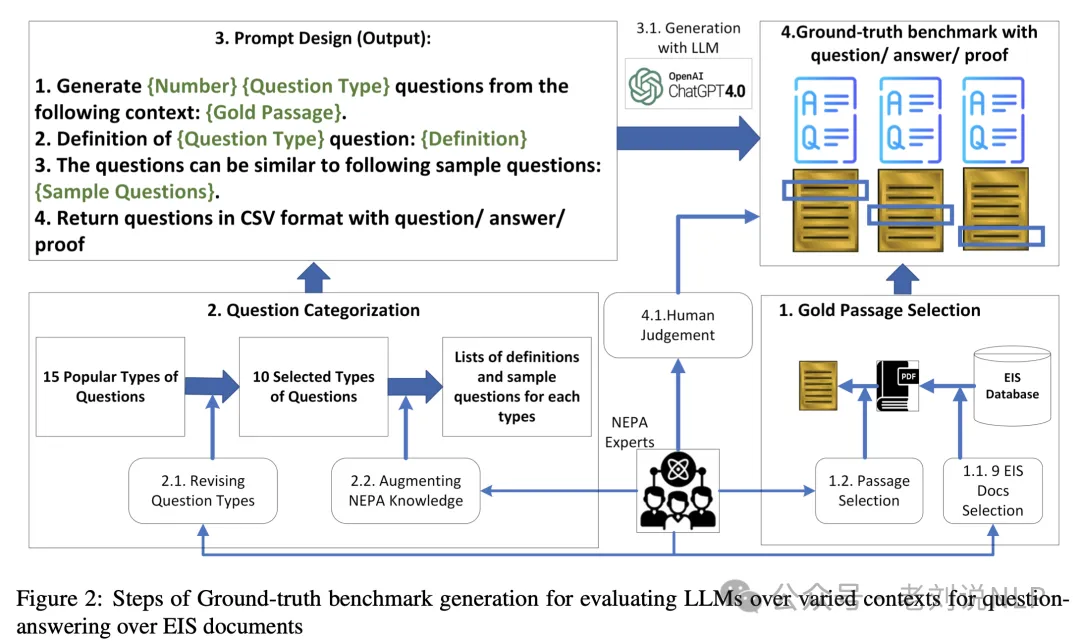 3. Prompt Design (Output):
1. Generate {Number} {Question Type} questions from the
following context: {Gold Passage}.
2. Definition of {Question Type} question: {Definition}
3. The questions can be similar to following sample questions:
{Sample Questions}.
4. Return questions in CSV format with question/ answer/
proof
3.1. Generation
with LLM
OpenAI
ChatGPT4.0
4.Ground-truth benchmark with
question/ answer/ proof
A
Q
A
Q
A
Q
2. Question Categorization
15 Popular Types of
Questions
10 Selected Types
of Questions
Lists of definitions
and sample
questions for each
types
2.1. Revising
Question Types
2.2. Augmenting
NEPA Knowledge
4.1.Human
Judgement
NEPA
Experts
1. Gold Passage Selection
PDF
EIS
Database
1.2. Passage
Selection
1.1. 9 EIS
Docs
Selection
Figure 2: Steps of Ground-truth benchmark generation for evaluating LLMs over varied contexts for question-
answering over EIS documents
公众号 · 老刘说NLP